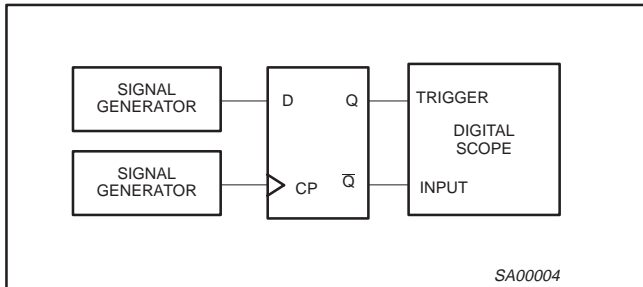 SIGNAL
GENERATOR
D
Q
TRIGGER
DIGITAL
SCOPE
SIGNAL
GENERATOR
CP
Q̅
INPUT
SA00004